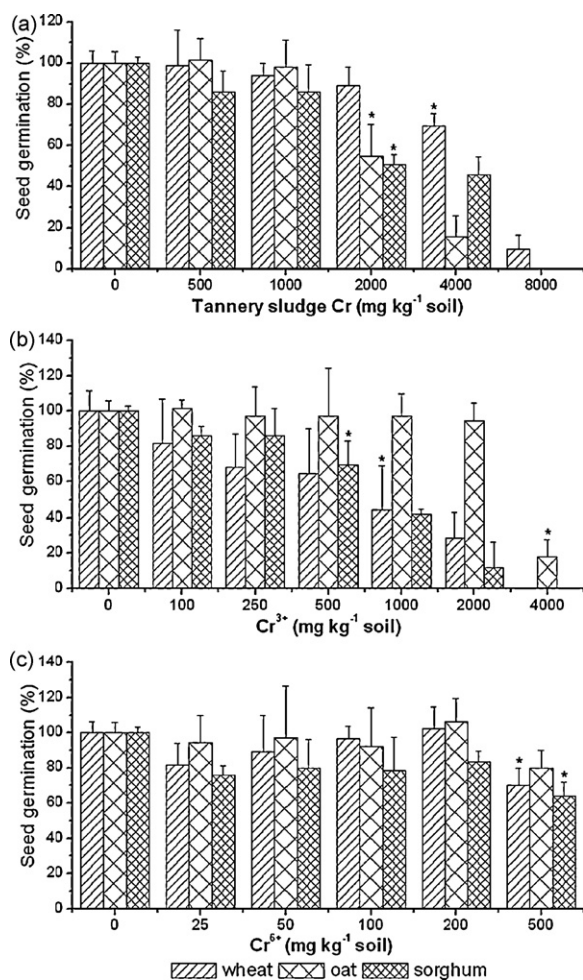 (a)
Seed germination (%)
120
100
80
60
40
20
0
* * *
0 500 1000 2000 4000 8000
Tannery sludge Cr (mg kg⁻¹ soil)
(b)
Seed germination (%)
140
120
100
80
60
40
20
0
* * *
0 100 250 500 1000 2000 4000
Cr³⁺ (mg kg⁻¹ soil)
(c)
Seed germination (%)
140
120
100
80
60
40
20
0
* *
0 25 50 100 200 500
Cr⁶⁺ (mg kg⁻¹ soil)
wheat oat sorghum